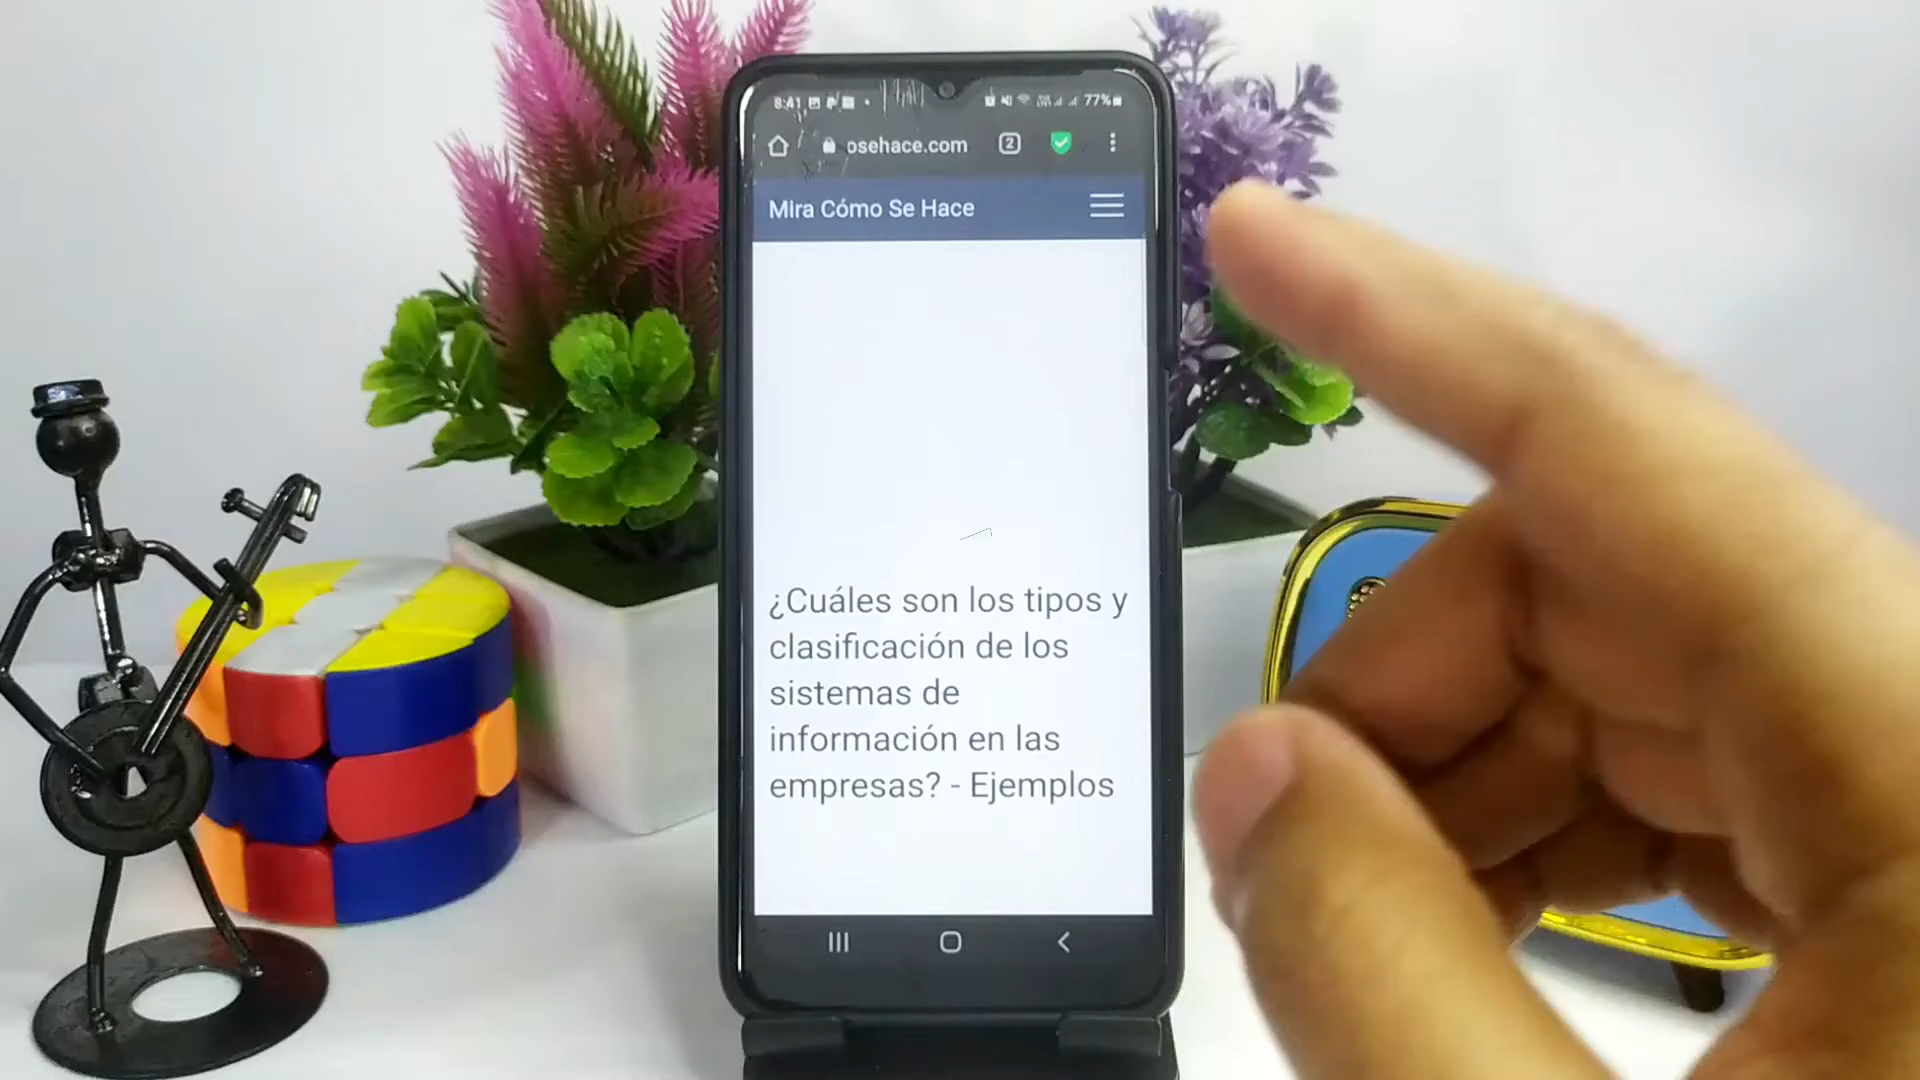 8:41
77%
osehace.com
2
Mira Cómo Se Hace
¿Cuáles son los tipos y
clasificación de los
sistemas de
información en las
empresas? - Ejemplos